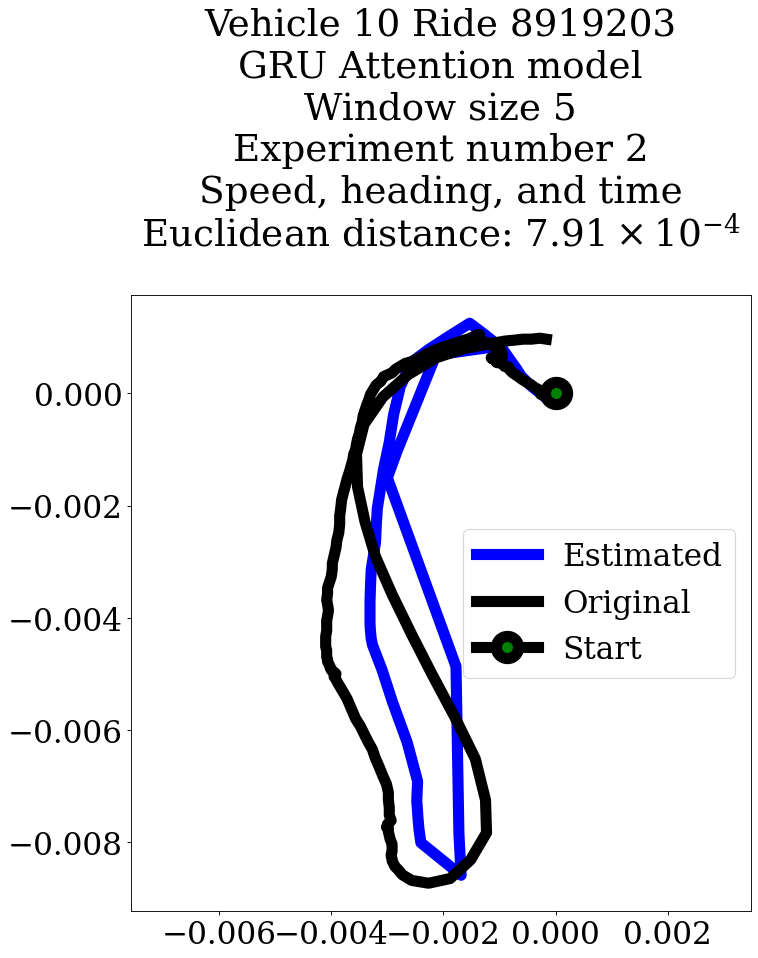 Vehicle 10 Ride 8919203
GRU Attention model
Window size 5
Experiment number 2
Speed, heading, and time
Euclidean distance: 7.91 × 10⁻⁴
0.000
−0.002
−0.004
−0.006
−0.008
Estimated
Original
Start
−0.006 −0.004 −0.002 0.000 0.002